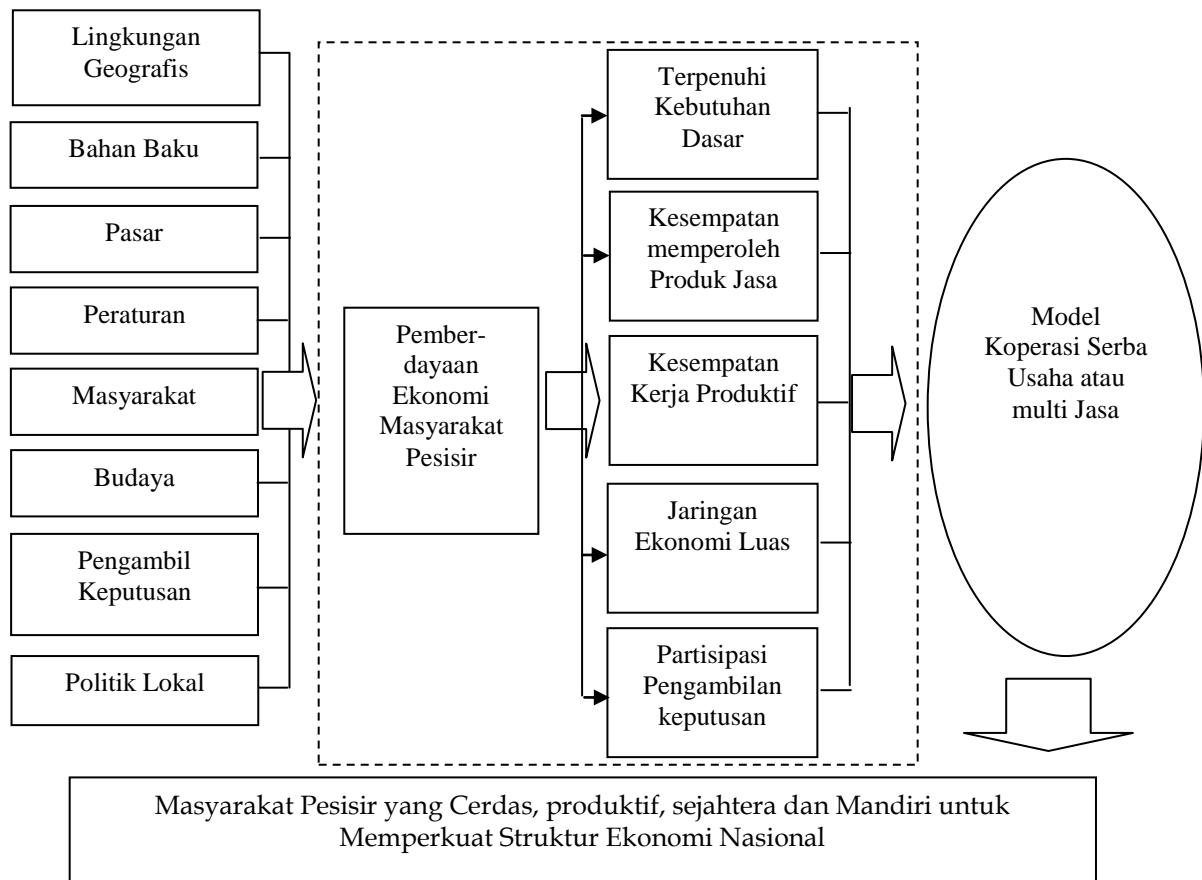 Lingkungan
Geografis
Bahan Baku
Pasar
Peraturan
Masyarakat
Budaya
Pengambil
Keputusan
Politik Lokal
Pember-
dayaan
Ekonomi
Masyarakat
Pesisir
Terpenuhi
Kebutuhan
Dasar
Kesempatan
memperoleh
Produk Jasa
Kesempatan
Kerja Produktif
Jaringan
Ekonomi Luas
Partisipasi
Pengambilan
keputusan
Model
Koperasi Serba
Usaha atau
multi Jasa
Masyarakat Pesisir yang Cerdas, produktif, sejahtera dan Mandiri untuk
Memperkuat Struktur Ekonomi Nasional